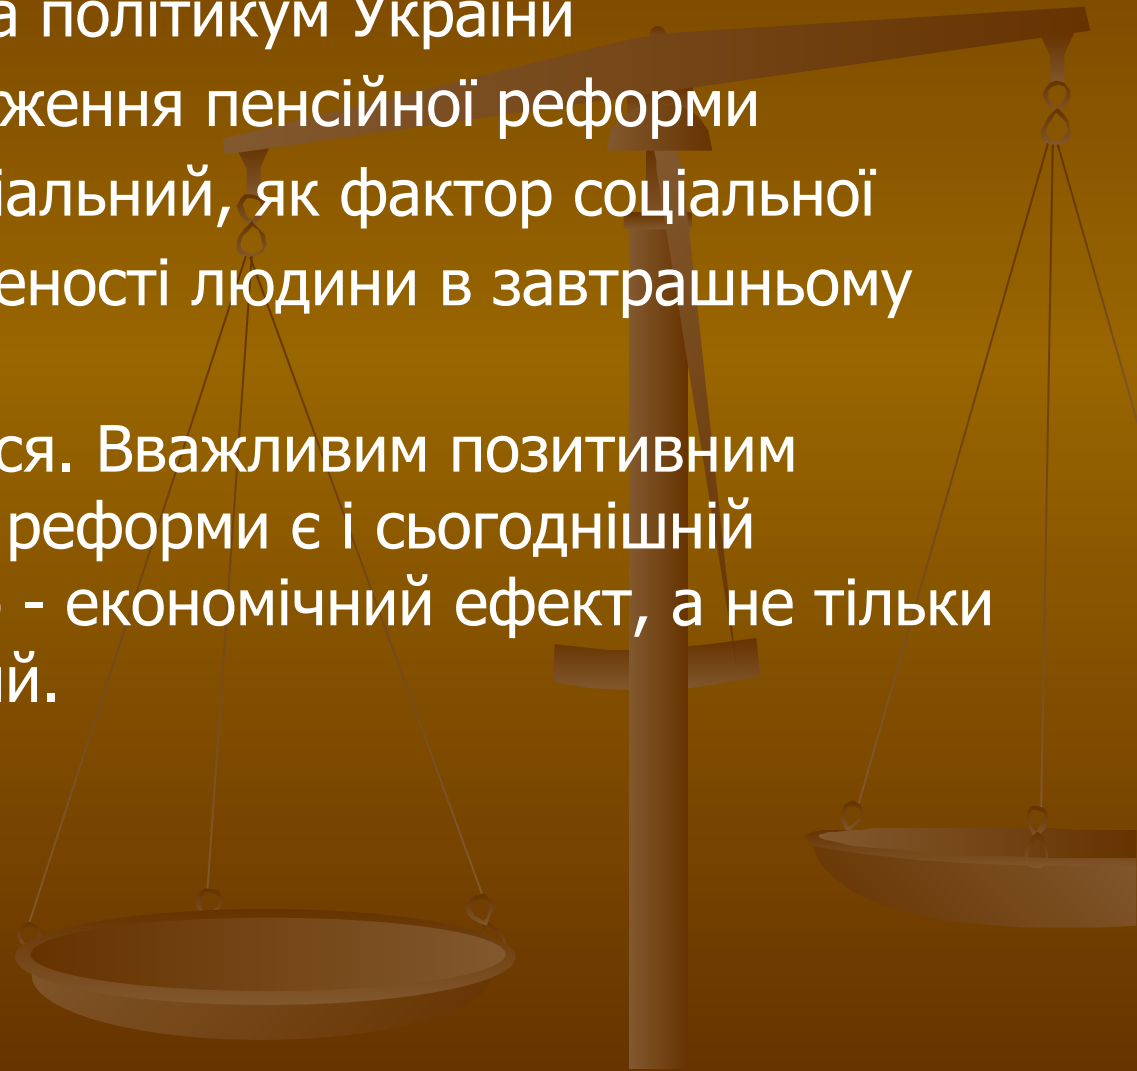 а політикум України
ження пенсійної реформи
іальний, як фактор соціальної
еності людини в завтрашньому
ся. Вважливим позитивним
реформи є і сьогоднішній
- економічний ефект, а не тільки
ий.